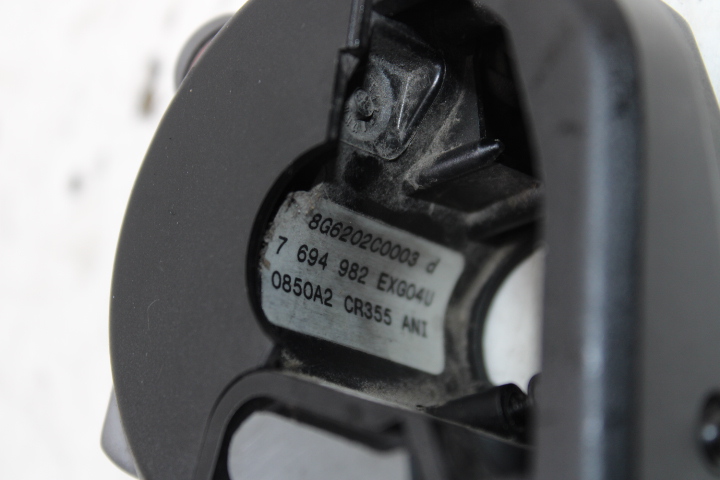 8G6202C0003 d
7 694 982 EXG04U
0850A2 CR355 ANI